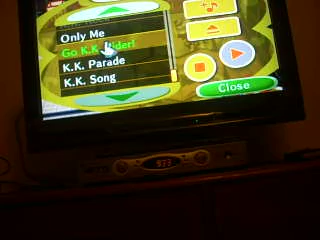 Only Me
Go K.K. Rider!
K.K. Parade
K.K. Song
Close